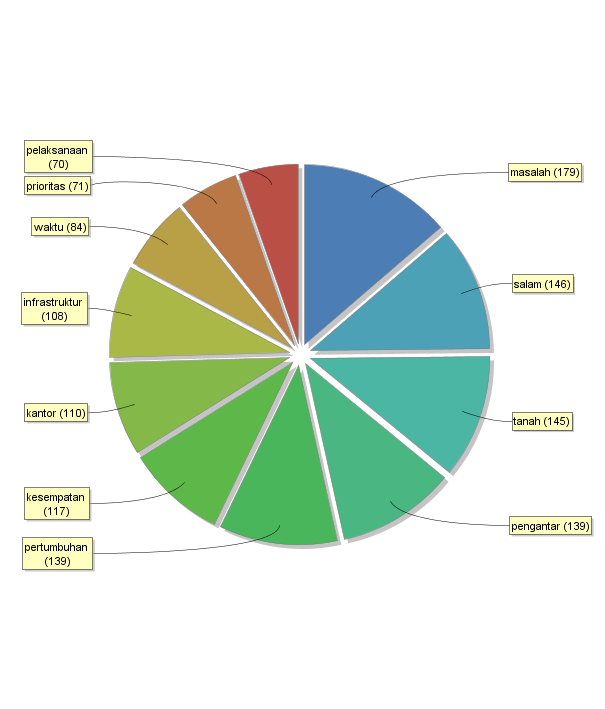 masalah (179)
salam (146)
tanah (145)
pengantar (139)
pertumbuhan
(139)
kesempatan
(117)
kantor (110)
infrastruktur
(108)
waktu (84)
prioritas (71)
pelaksanaan
(70)